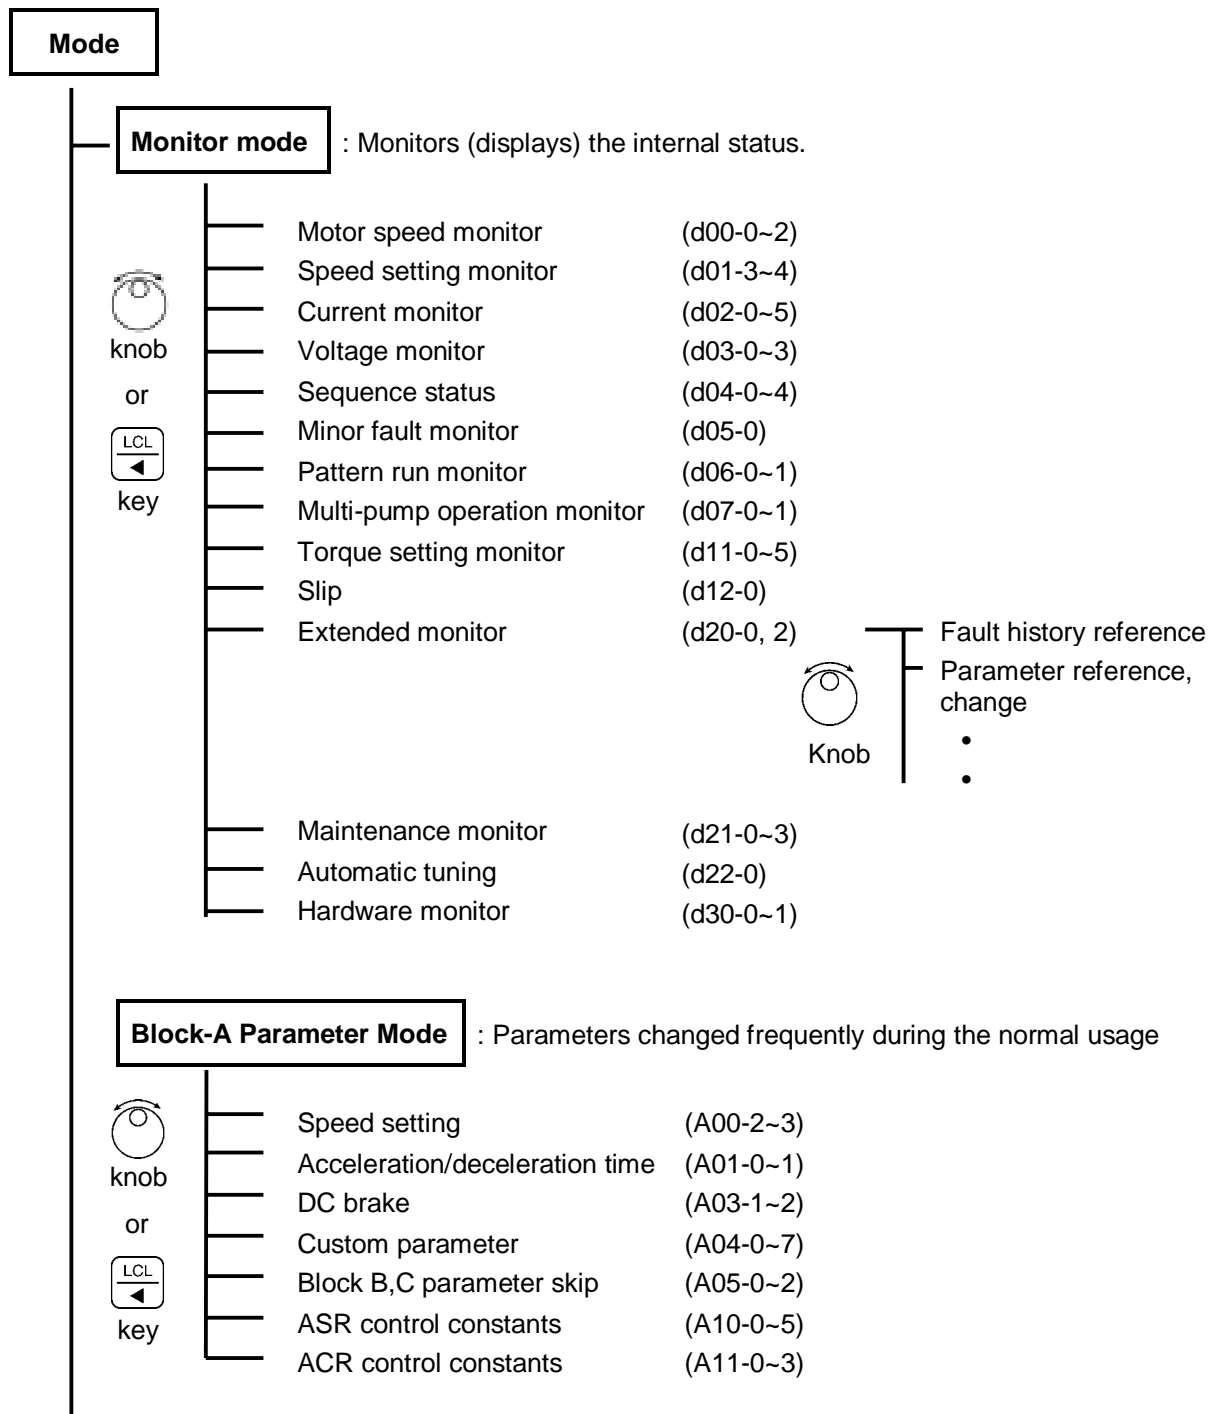 Mode
Monitor mode : Monitors (displays) the internal status.
Motor speed monitor (d00-0~2)
Speed setting monitor (d01-3~4)
Current monitor (d02-0~5)
knob
Voltage monitor (d03-0~3)
or
Sequence status (d04-0~4)
LCL
Minor fault monitor (d05-0)
Pattern run monitor (d06-0~1)
key
Multi-pump operation monitor (d07-0~1)
Torque setting monitor (d11-0~5)
Slip (d12-0)
Extended monitor (d20-0, 2) Fault history reference
Parameter reference,
change
Knob
•
•
Maintenance monitor (d21-0~3)
Automatic tuning (d22-0)
Hardware monitor (d30-0~1)
Block-A Parameter Mode : Parameters changed frequently during the normal usage
Speed setting (A00-2~3)
Acceleration/deceleration time (A01-0~1)
knob
DC brake (A03-1~2)
or
Custom parameter (A04-0~7)
LCL
Block B,C parameter skip (A05-0~2)
ASR control constants (A10-0~5)
key
ACR control constants (A11-0~3)